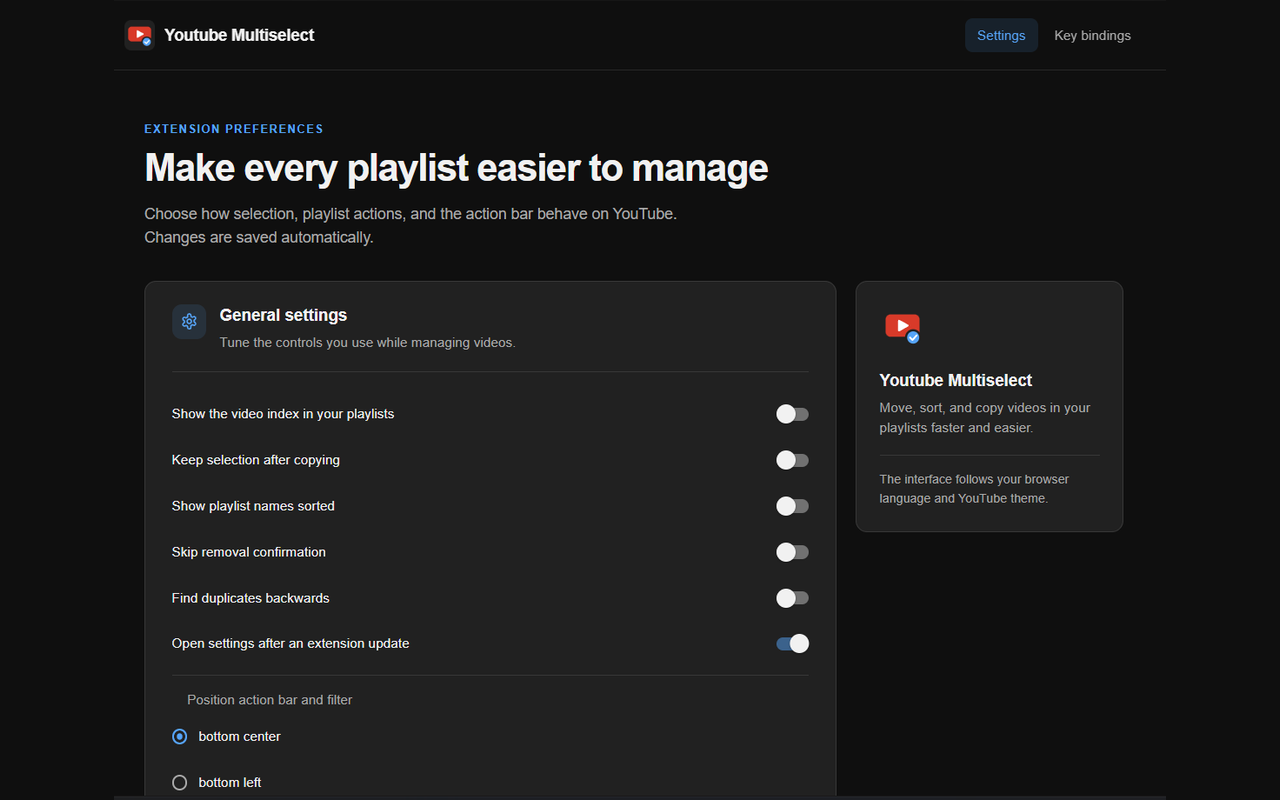 Youtube Multiselect
Settings
Key bindings
EXTENSION PREFERENCES
Make every playlist easier to manage
Choose how selection, playlist actions, and the action bar behave on YouTube.
Changes are saved automatically.
General settings
Tune the controls you use while managing videos.
Show the video index in your playlists
Keep selection after copying
Show playlist names sorted
Skip removal confirmation
Find duplicates backwards
Open settings after an extension update
Position action bar and filter
bottom center
bottom left
Youtube Multiselect
Move, sort, and copy videos in your
playlists faster and easier.
The interface follows your browser
language and YouTube theme.